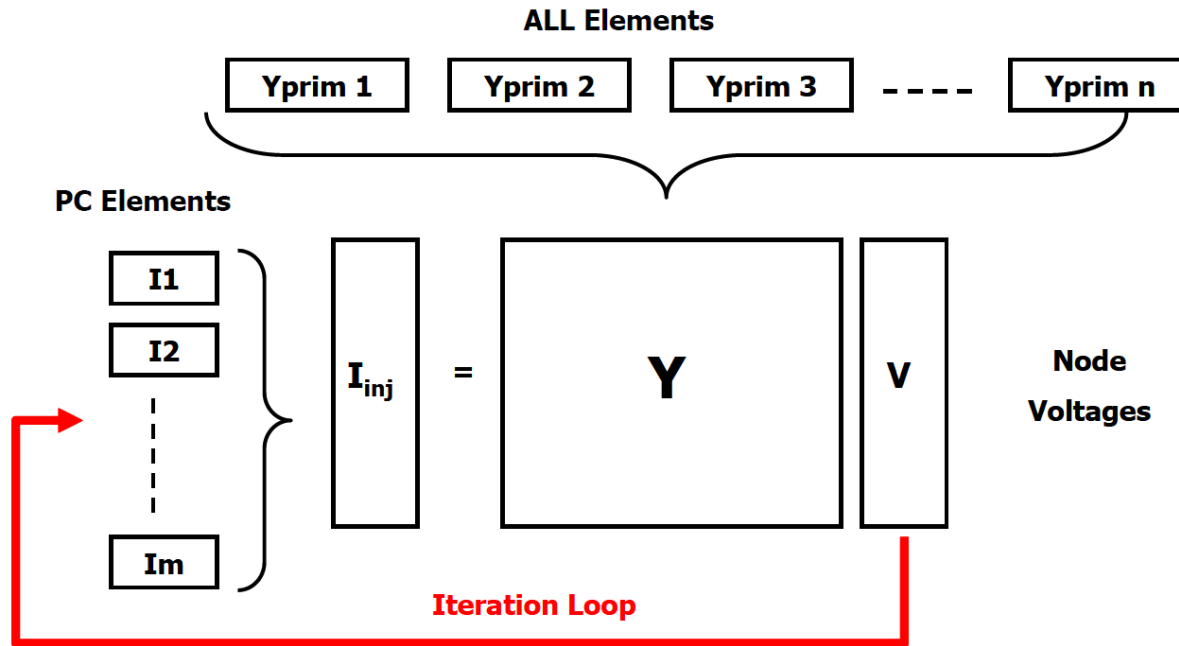 ALL Elements
Yprim 1 Yprim 2 Yprim 3 Yprim n
PC Elements
I1
I2
Im
Iinj = Y V
Node
Voltages
Iteration Loop